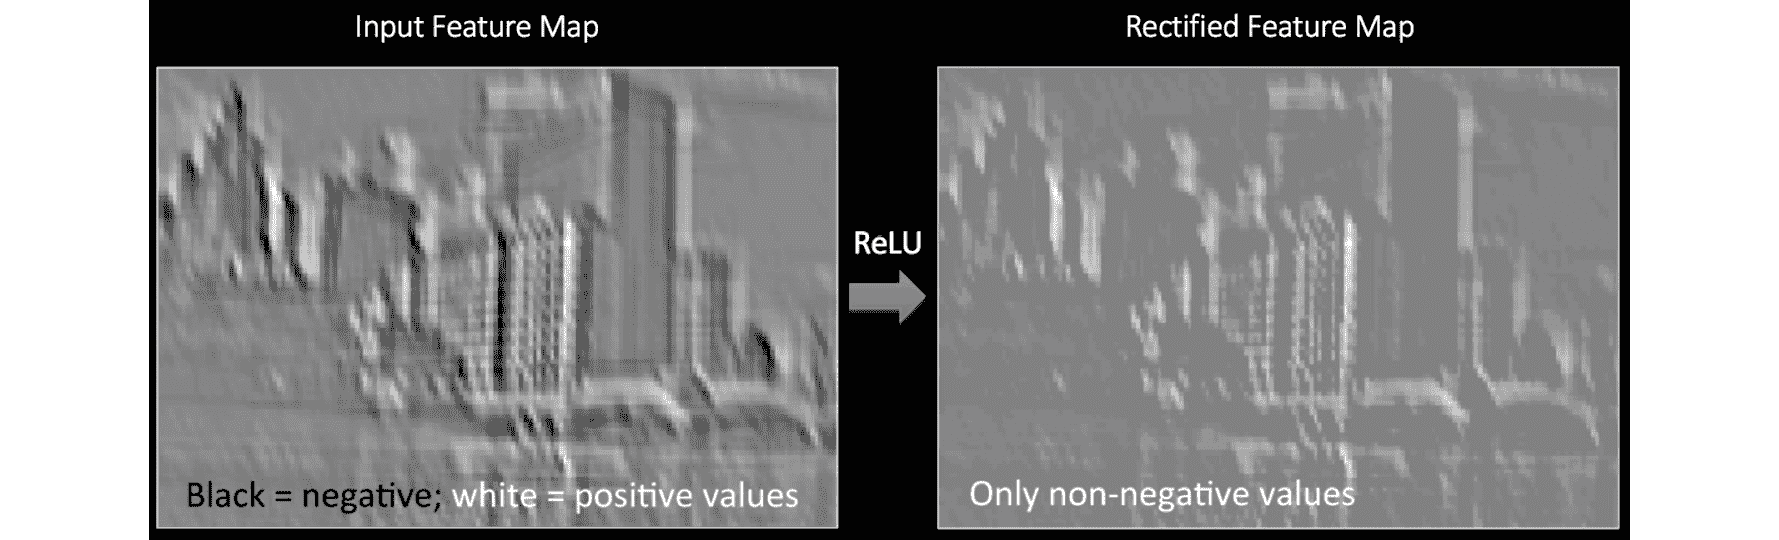 Input Feature Map
Rectified Feature Map
ReLU
Black = negative; white = positive values
Only non-negative values